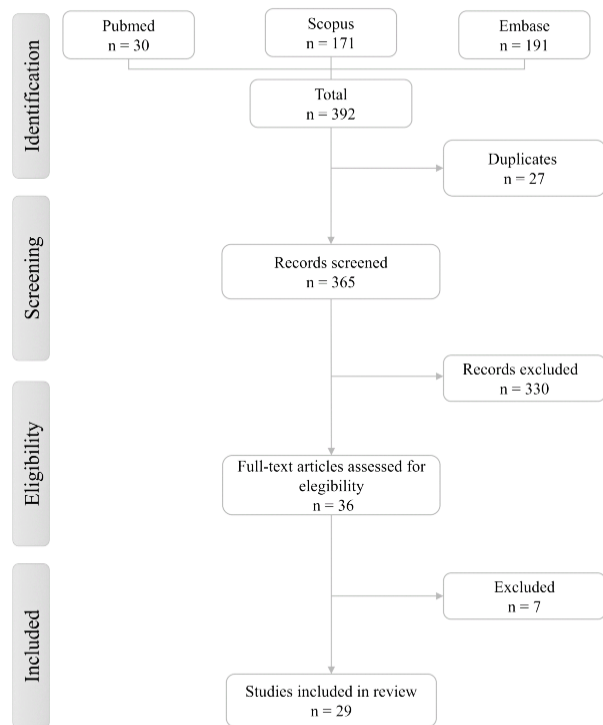 Identification
Pubmed
n = 30
Scopus
n = 171
Embase
n = 191
Total
n = 392
Duplicates
n = 27
Screening
Records screened
n = 365
Records excluded
n = 330
Eligibility
Full-text articles assessed for
elegibility
n = 36
Excluded
n = 7
Included
Studies included in review
n = 29